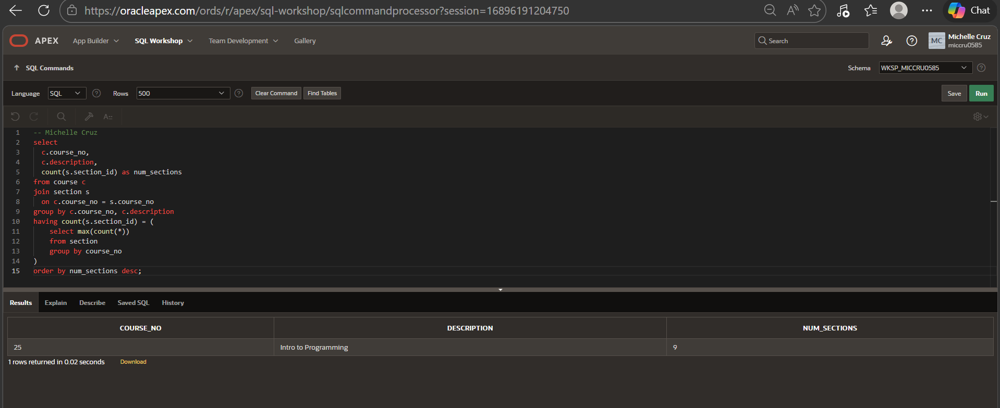 https://oracleapex.com/ords/r/apex/sql-workshop/sqlcommandprocessor?session=16896191204750
Chat
APEX App Builder SQL Workshop Team Development Gallery Search MC Michelle Cruz
miccru0585
SQL Commands Schema WKSP_MICCRU0585
Language SQL Rows 500 Clear Command Find Tables Save Run
1 -- Michelle Cruz
2 select
3 c.course_no,
4 c.description,
5 count(s.section_id) as num_sections
6 from course c
7 join section s
8 on c.course_no = s.course_no
9 group by c.course_no, c.description
10 having count(s.section_id) = (
11 select max(count(*))
12 from section
13 group by course_no
14 )
15 order by num_sections desc;
Results Explain Describe Saved SQL History
COURSE_NO DESCRIPTION NUM_SECTIONS
25 Intro to Programming 9
1 rows returned in 0.02 seconds Download